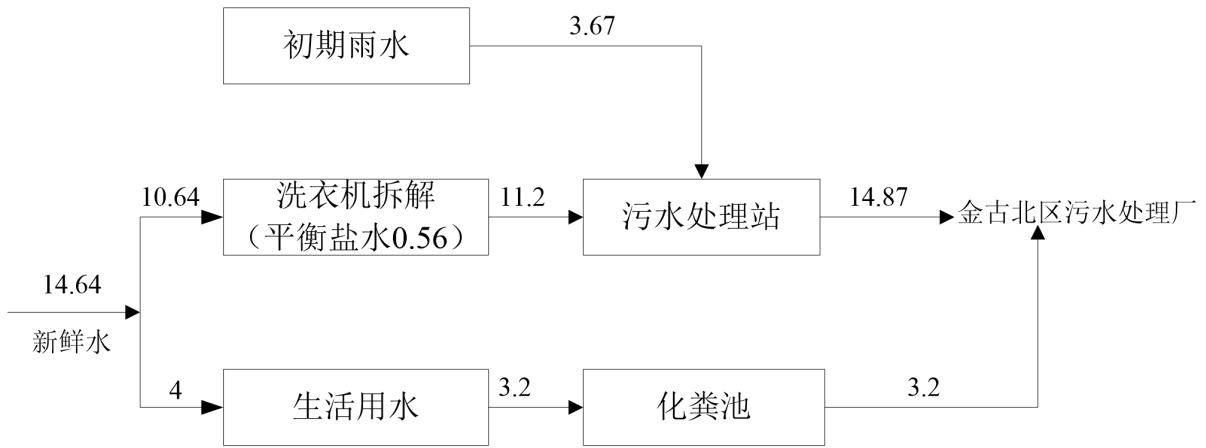 初期雨水
3.67
10.64
洗衣机拆解
（平衡盐水0.56）
11.2
污水处理站
14.87
金古北区污水处理厂
14.64
新鲜水
4
生活用水
3.2
化粪池
3.2